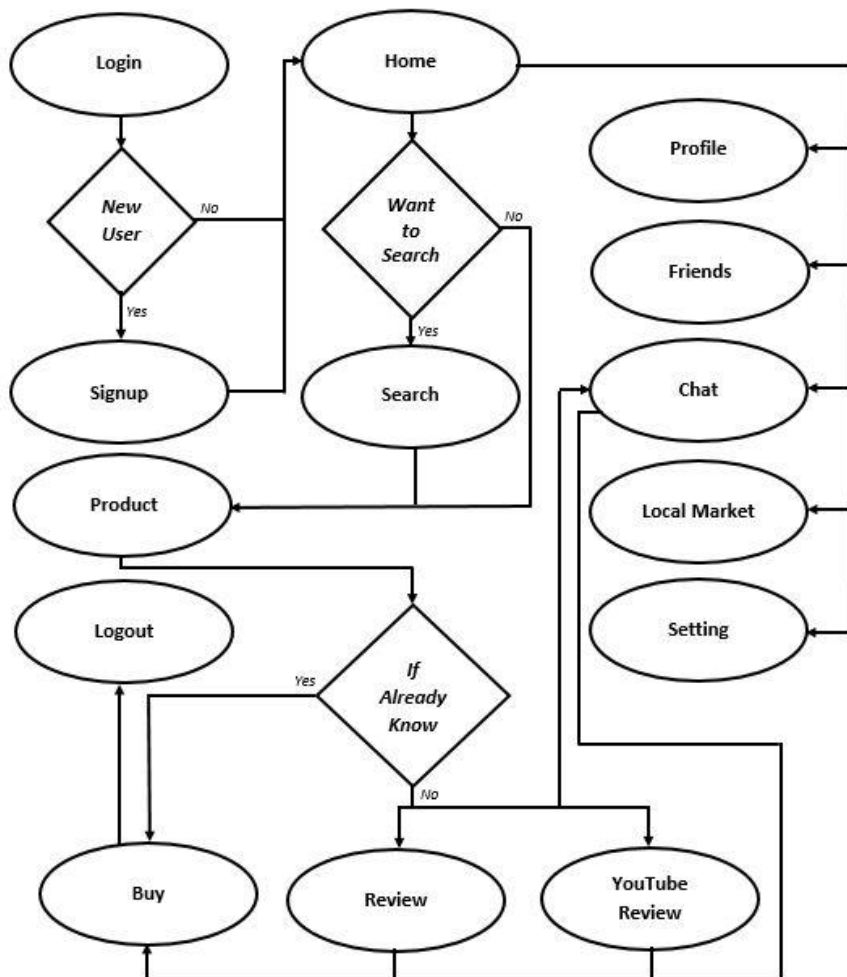 Login
Home
Profile
New
User
No
Want
to
Search
No
Friends
Yes
Yes
Signup
Search
Chat
Product
Local Market
Logout
Setting
If
Already
Know
Yes
No
Buy
Review
YouTube
Review